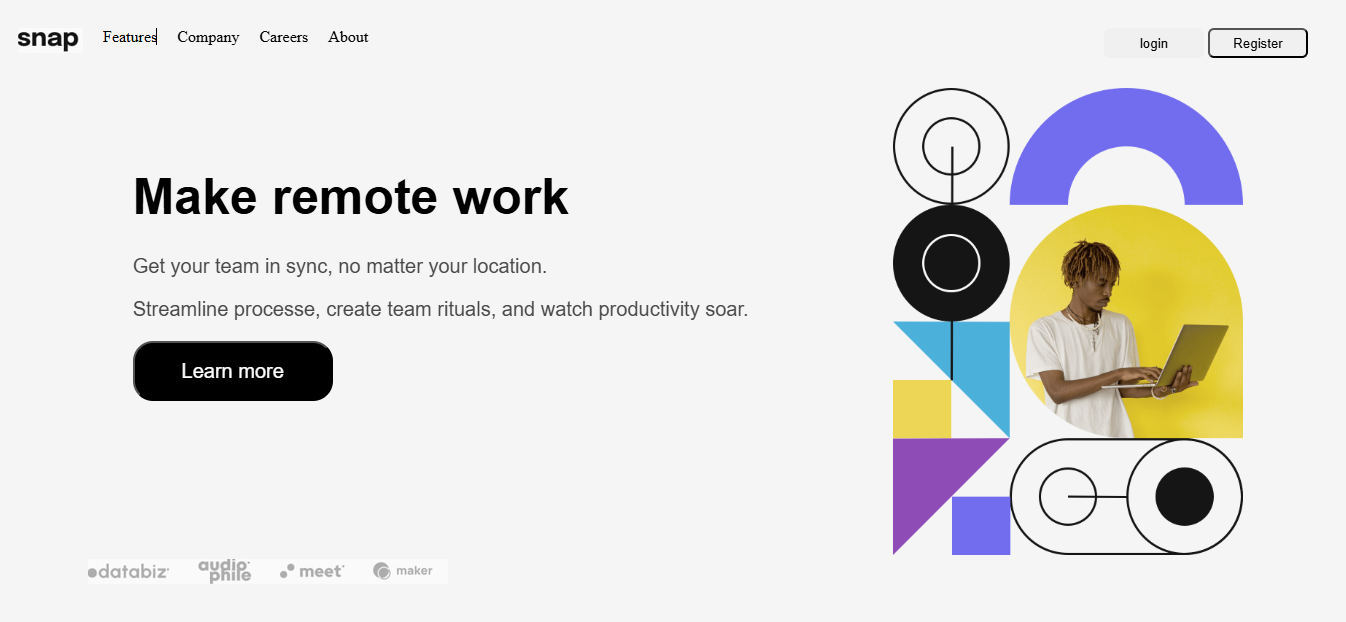 snap Features Company Careers About login Register
Make remote work
Get your team in sync, no matter your location.
Streamline processe, create team rituals, and watch productivity soar.
Learn more
databiz audiophile meet maker